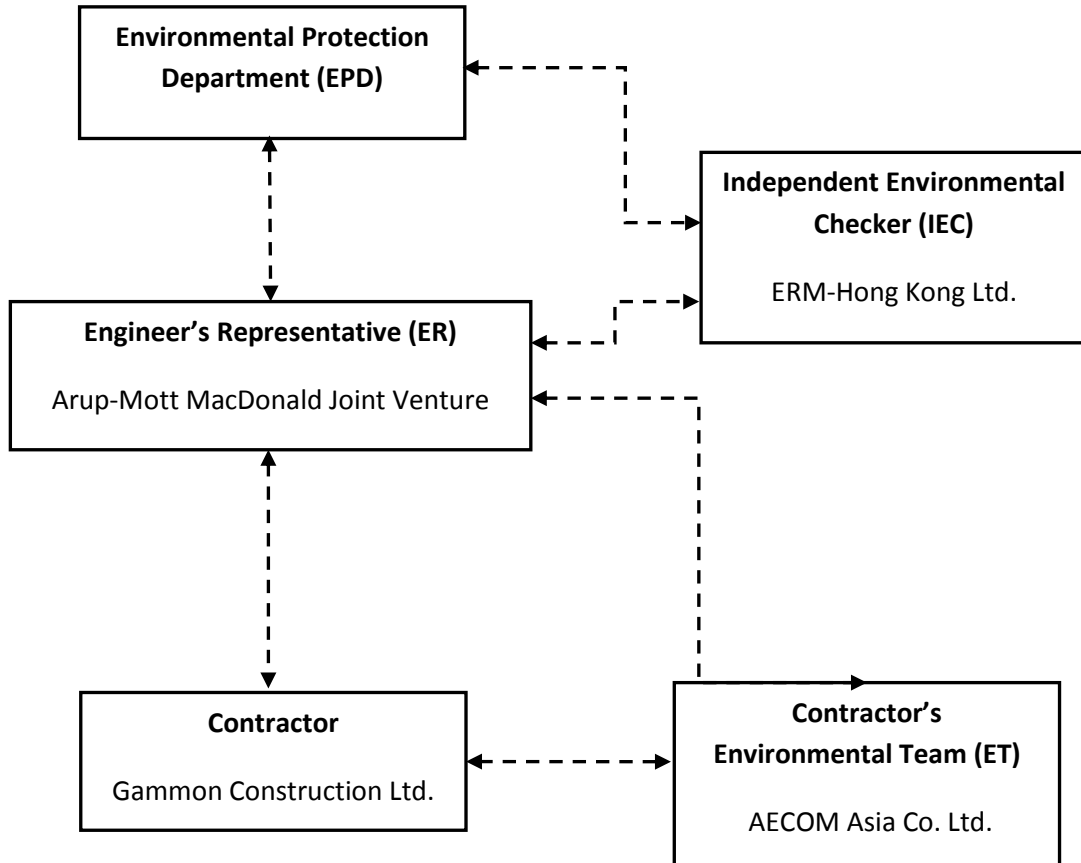 Environmental Protection
Department (EPD)
Independent Environmental
Checker (IEC)
ERM-Hong Kong Ltd.
Engineer’s Representative (ER)
Arup-Mott MacDonald Joint Venture
Contractor
Gammon Construction Ltd.
Contractor’s
Environmental Team (ET)
AECOM Asia Co. Ltd.